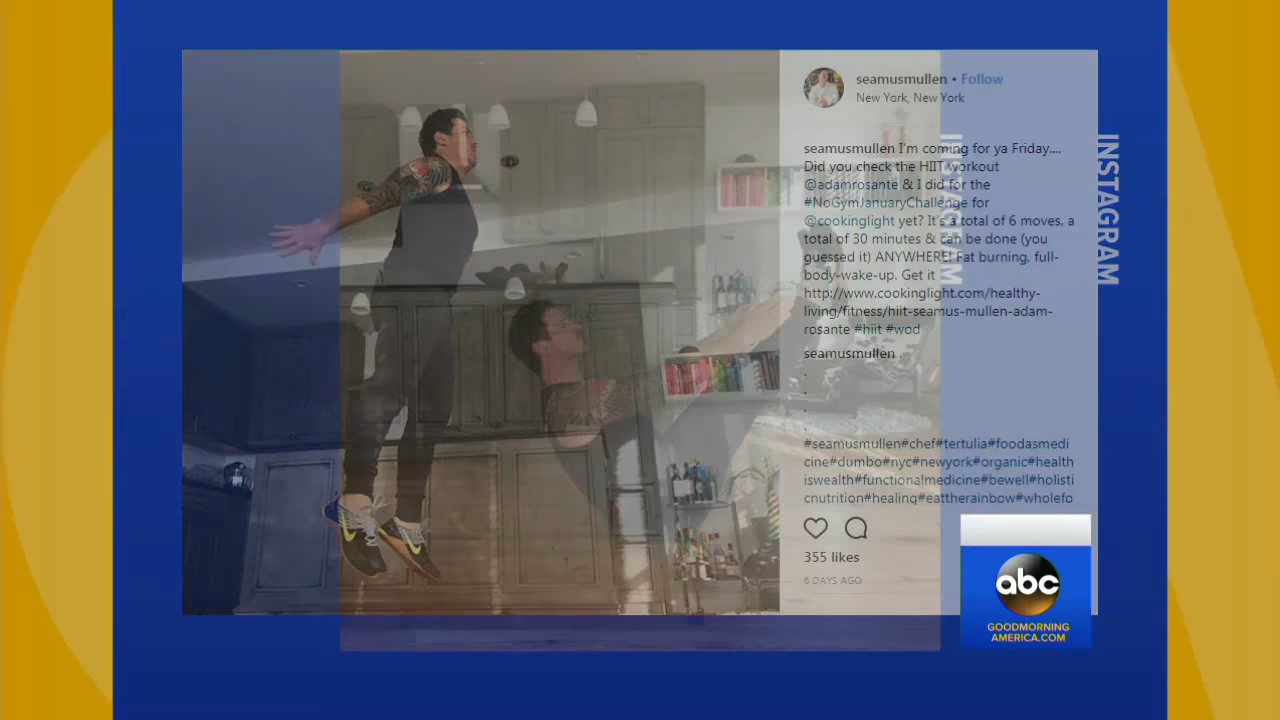 seamusmullen • Follow
New York, New York
seamusmullen I'm coming for ya Friday....
Did you check the HIIT workout
@adamrosante & I did for the
#NoGymJanuaryChallenge for
@cookinglight yet? It's a total of 6 moves, a
total of 30 minutes & can be done (you
guessed it) ANYWHERE! Fat burning, full-
body-wake-up. Get it
http://www.cookinglight.com/healthy-
living/fitness/hiit-seamus-mullen-adam-
rosante #hiit #wod
seamusmullen .
.
.
.
#seamusmullen#chef#tertulia#foodasmedi
cine#dumbo#nyc#newyork#organic#health
iswealth#functionalmedicine#bewell#holisti
cnutrition#healing#eattherainbow#wholefo
355 likes
6 DAYS AGO
INSTAGRAM
INSTAGRAM
abc
GOODMORNING
AMERICA.COM